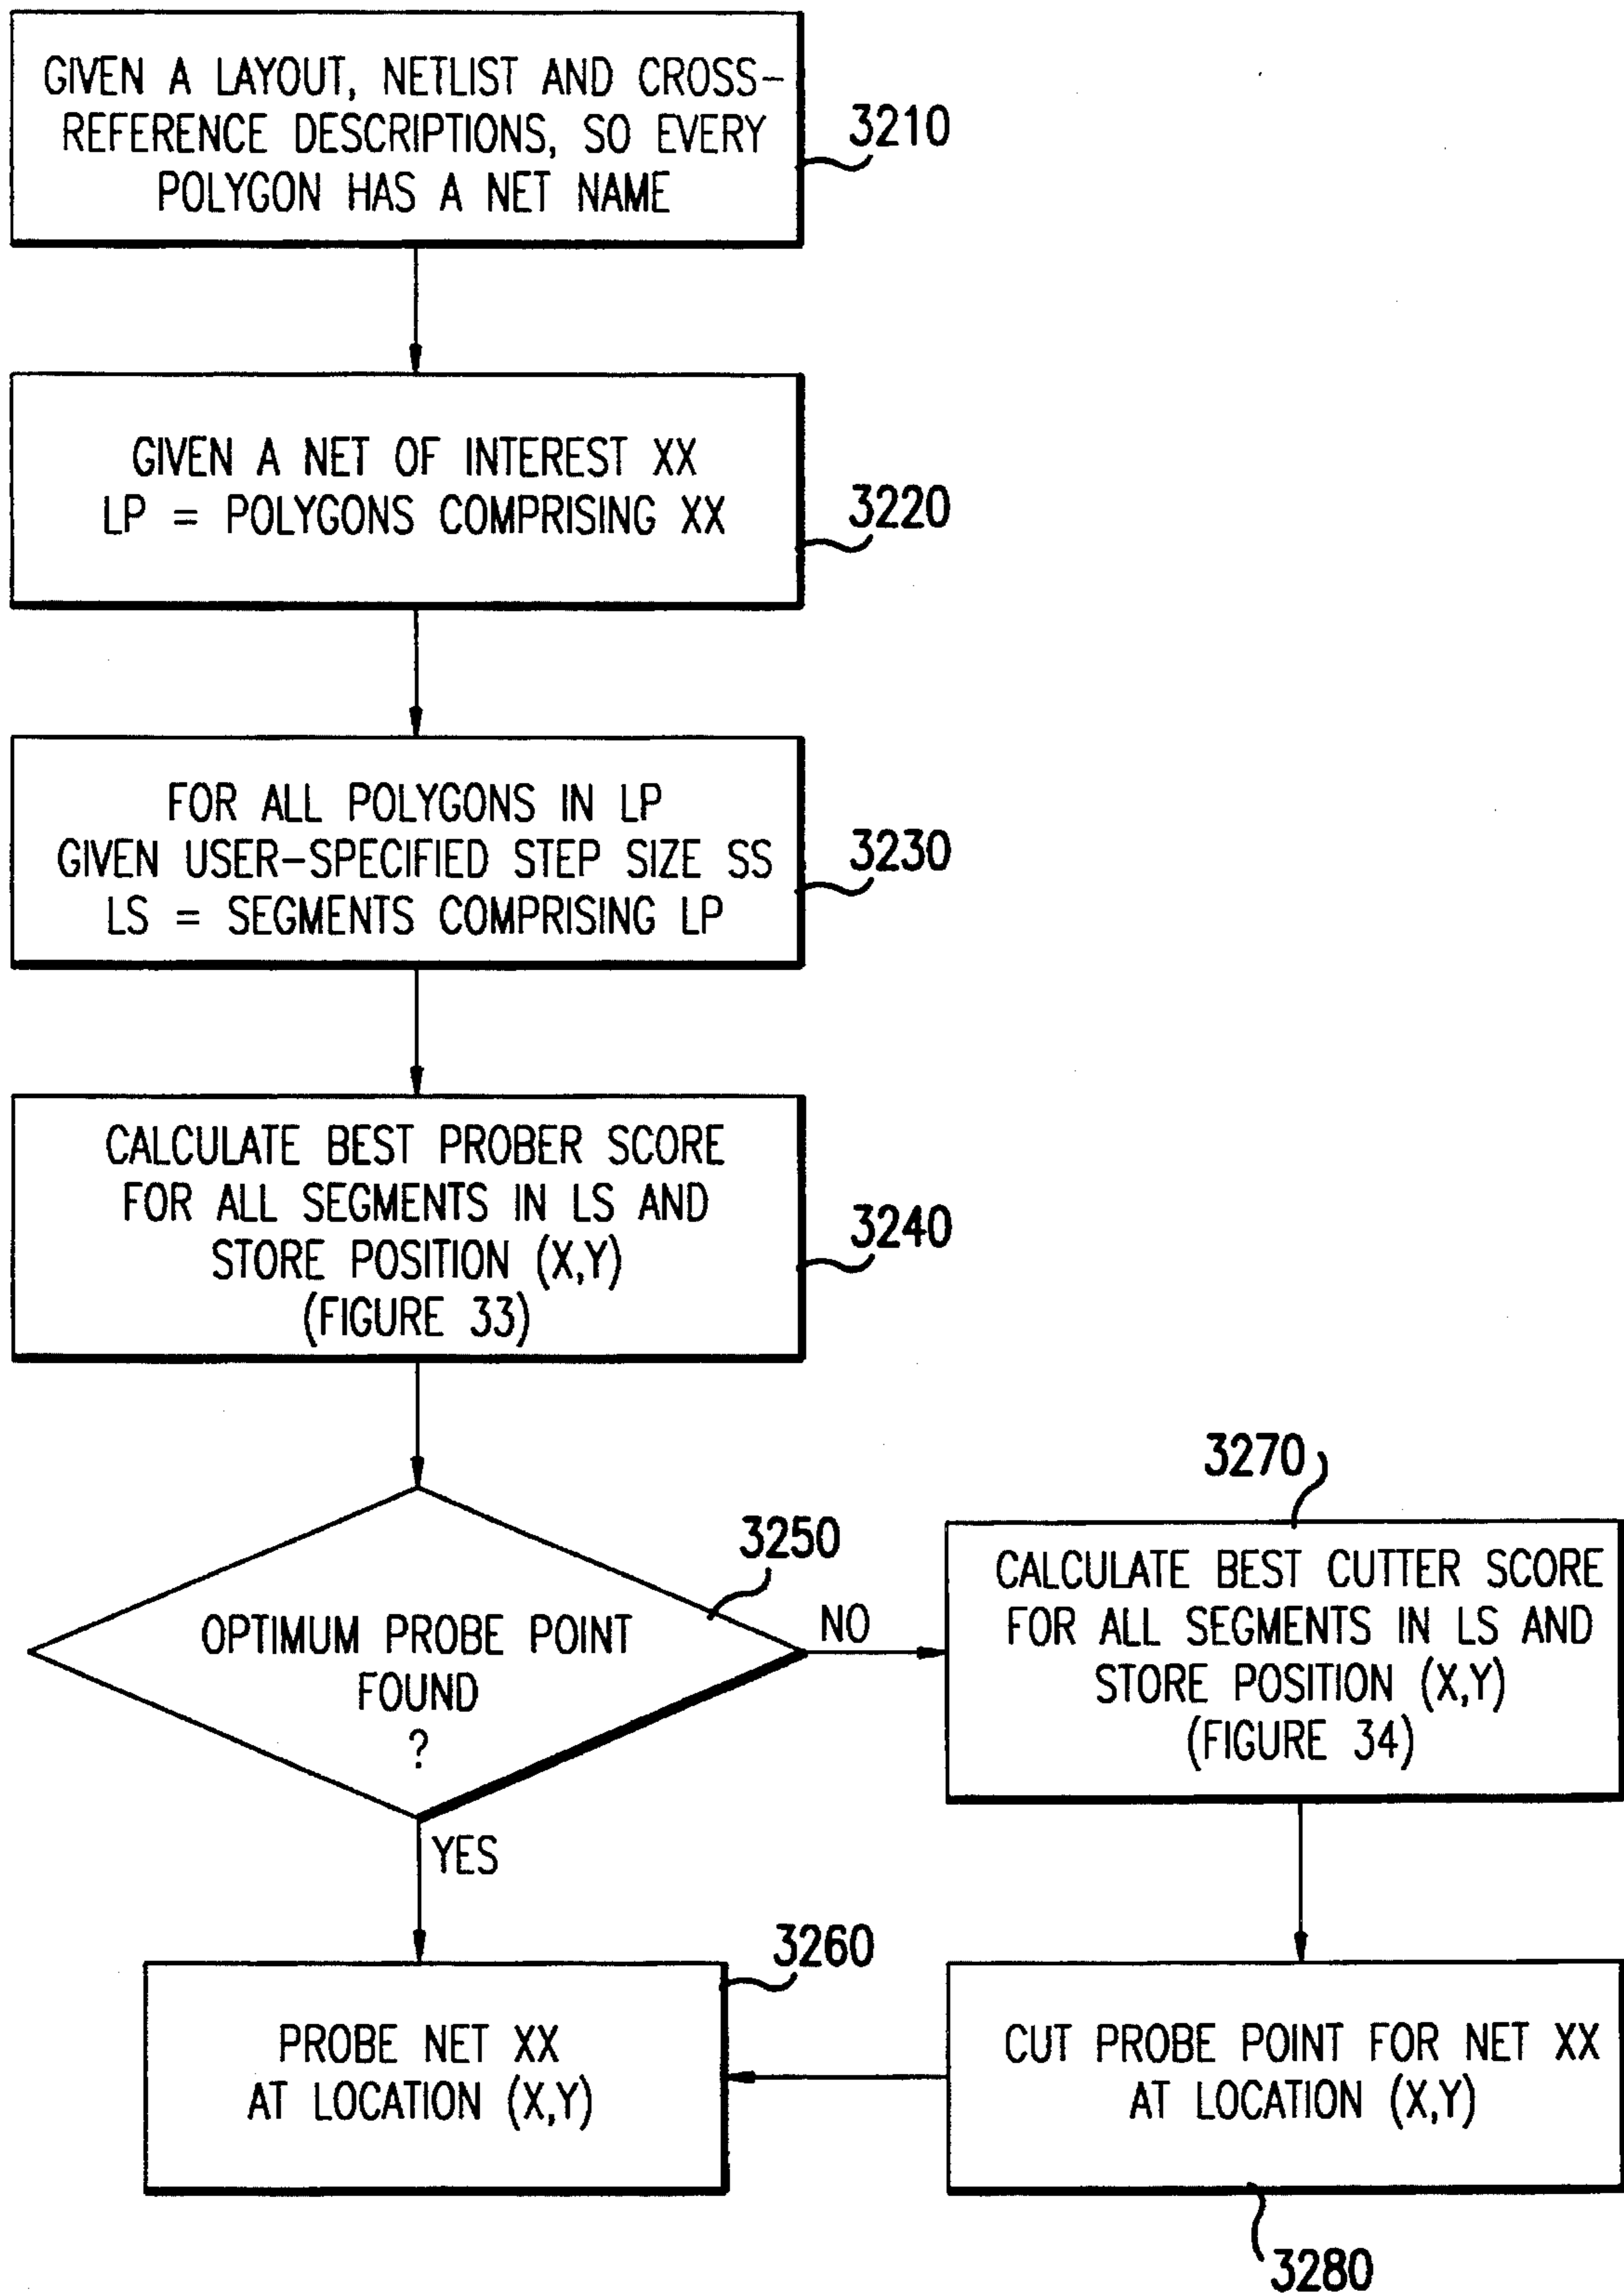 GIVEN A LAYOUT, NETLIST AND CROSS-
REFERENCE DESCRIPTIONS, SO EVERY
POLYGON HAS A NET NAME
3210
GIVEN A NET OF INTEREST XX
LP = POLYGONS COMPRISING XX
3220
FOR ALL POLYGONS IN LP
GIVEN USER-SPECIFIED STEP SIZE SS
LS = SEGMENTS COMPRISING LP
3230
CALCULATE BEST PROBER SCORE
FOR ALL SEGMENTS IN LS AND
STORE POSITION (X,Y)
(FIGURE 33)
3240
OPTIMUM PROBE POINT
FOUND
?
3250
NO
YES
3270
CALCULATE BEST CUTTER SCORE
FOR ALL SEGMENTS IN LS AND
STORE POSITION (X,Y)
(FIGURE 34)
3260
PROBE NET XX
AT LOCATION (X,Y)
CUT PROBE POINT FOR NET XX
AT LOCATION (X,Y)
3280